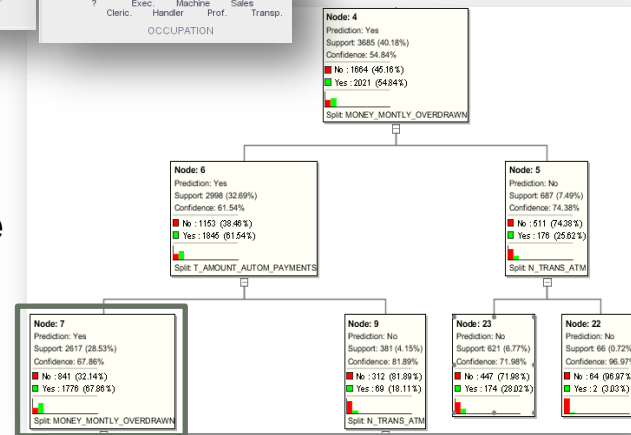 ? Exec. Machine Sales
Cleric. Handler Prof. Transp.
OCCUPATION
e
Node: 4
Prediction: Yes
Support: 3685 (40.18%)
Confidence: 54.84%
No : 1664 (45.16%)
Yes : 2021 (54.84%)
Split: MONEY_MONTLY_OVERDRAWN
Node: 6
Prediction: Yes
Support: 2998 (32.69%)
Confidence: 61.54%
No : 1153 (38.46%)
Yes : 1845 (61.54%)
Split: T_AMOUNT_AUTOM_PAYMENTS
Node: 5
Prediction: No
Support: 687 (7.49%)
Confidence: 74.38%
No : 511 (74.38%)
Yes : 176 (25.62%)
Split: N_TRANS_ATM
Node: 7
Prediction: Yes
Support: 2617 (28.53%)
Confidence: 67.86%
No : 841 (32.14%)
Yes : 1776 (67.86%)
Split: MONEY_MONTLY_OVERDRAWN
Node: 9
Prediction: No
Support: 381 (4.15%)
Confidence: 81.89%
No : 312 (81.89%)
Yes : 69 (18.11%)
Split: N_TRANS_ATM
Node: 23
Prediction: No
Support: 621 (6.77%)
Confidence: 71.98%
No : 447 (71.98%)
Yes : 174 (28.02%)
Node: 22
Prediction: No
Support: 66 (0.72%
Confidence: 96.97%
No : 64 (96.97%
Yes : 2 (3.03%)